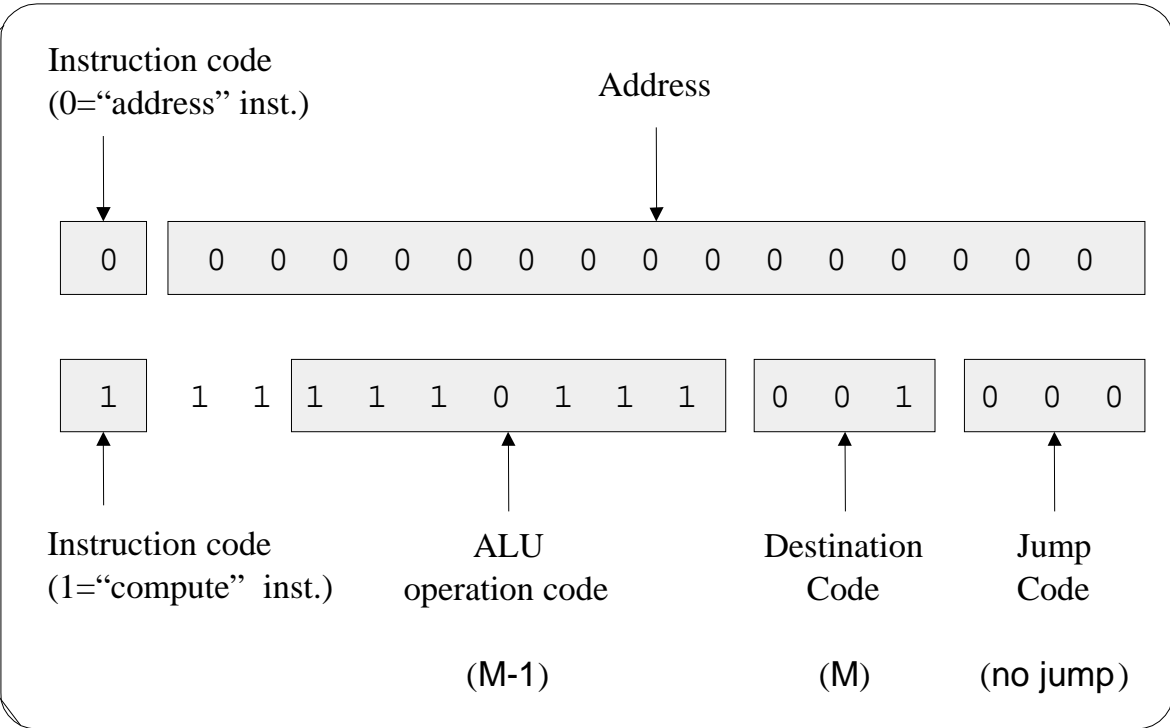 Instruction code
(0=“address” inst.)
Address
0 0 0 0 0 0 0 0 0 0 0 0 0 0 0 0
1 1 1 1 1 1 0 1 1 1 0 0 1 0 0 0
Instruction code
(1=“compute” inst.)
ALU
operation code
(M-1)
Destination
Code
(M)
Jump
Code
(no jump)